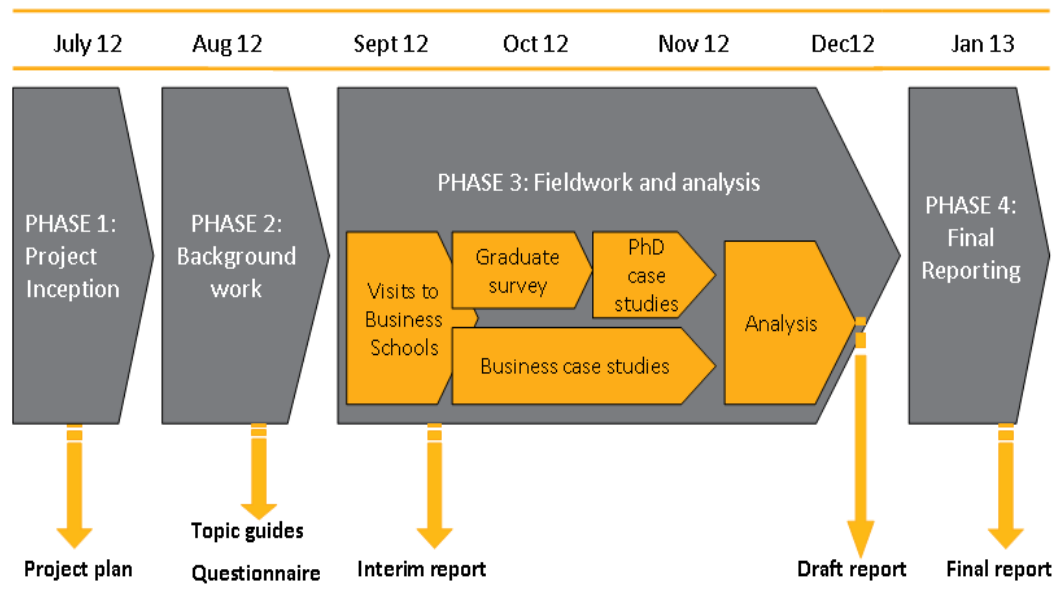 July 12 Aug 12 Sept 12 Oct 12 Nov 12 Dec12 Jan 13
PHASE 1:
Project
Inception
PHASE 2:
Background
work
PHASE 3: Fieldwork and analysis
Visits to
Business
Schools
Graduate
survey
PhD
case
studies
Business case studies
Analysis
PHASE 4:
Final
Reporting
Project plan
Topic guides
Questionnaire
Interim report
Draft report
Final report